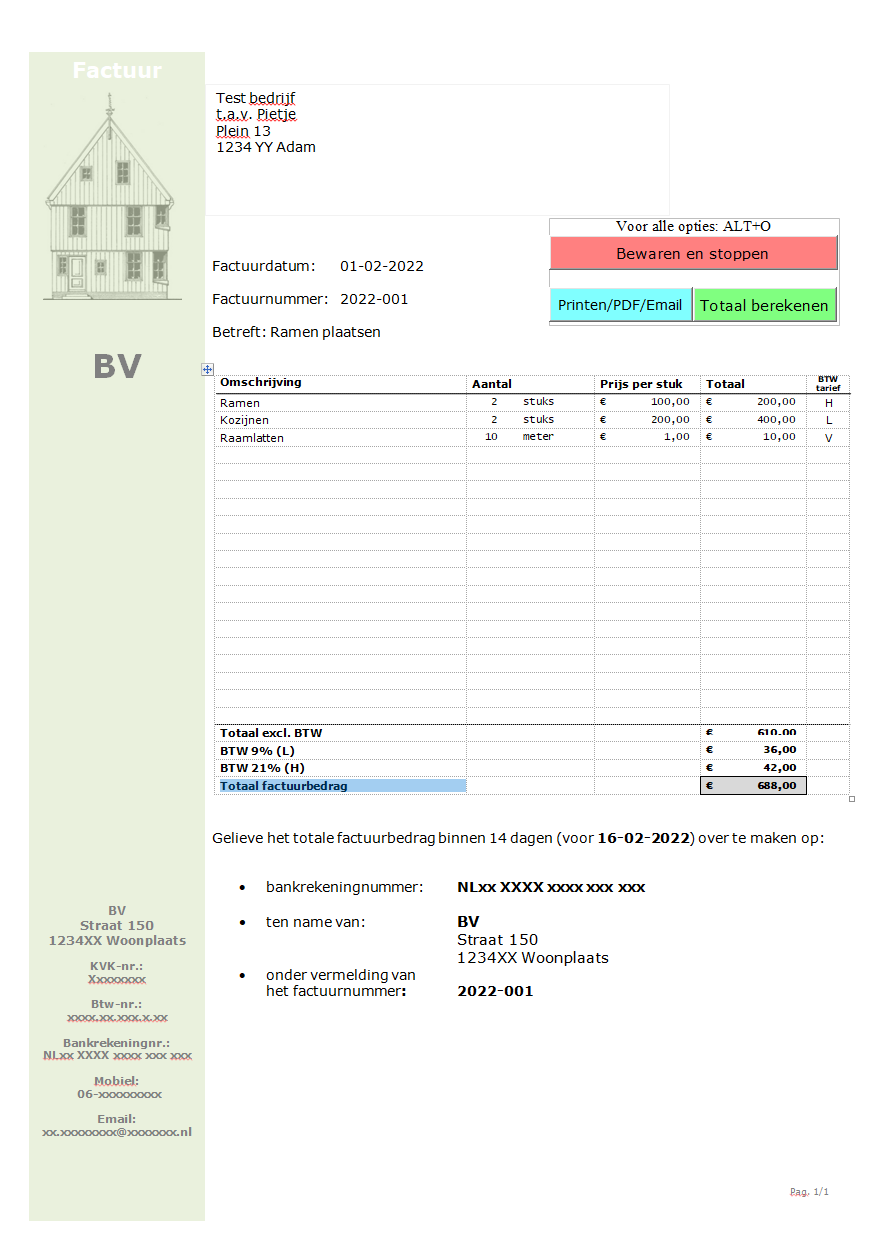 Factuur
Test bedrijf
t.a.v. Pietje
Plein 13
1234 YY Adam
Voor alle opties: ALT+O
Bewaren en stoppen
Printen/PDF/Email Totaal berekenen
Factuurdatum: 01-02-2022
Factuurnummer: 2022-001
Betreft: Ramen plaatsen
BV
Omschrijving Aantal Prijs per stuk Totaal BTW tarief
Ramen 2 stuks € 100,00 € 200,00 H
Kozijnen 2 stuks € 200,00 € 400,00 L
Raamlatten 10 meter € 1,00 € 10,00 V
Totaal excl. BTW € 610,00
BTW 9% (L) € 36,00
BTW 21% (H) € 42,00
Totaal factuurbedrag € 688,00
Gelieve het totale factuurbedrag binnen 14 dagen (voor 16-02-2022) over te maken op:
• bankrekeningnummer: NLxx XXXX xxxx xxx xxx
• ten name van: BV
Straat 150
1234XX Woonplaats
• onder vermelding van
het factuurnummer: 2022-001
BV
Straat 150
1234XX Woonplaats
KVK-nr.:
Xxxxxxxx
Btw-nr.:
xxxx.xx.xxx.x.xx
Bankrekeningnr.:
NLxx XXXX xxxx xxx xxx
Mobiel:
06-xxxxxxxxx
Email:
xx.xxxxxxxx@xxxxxxx.nl
Pag. 1/1